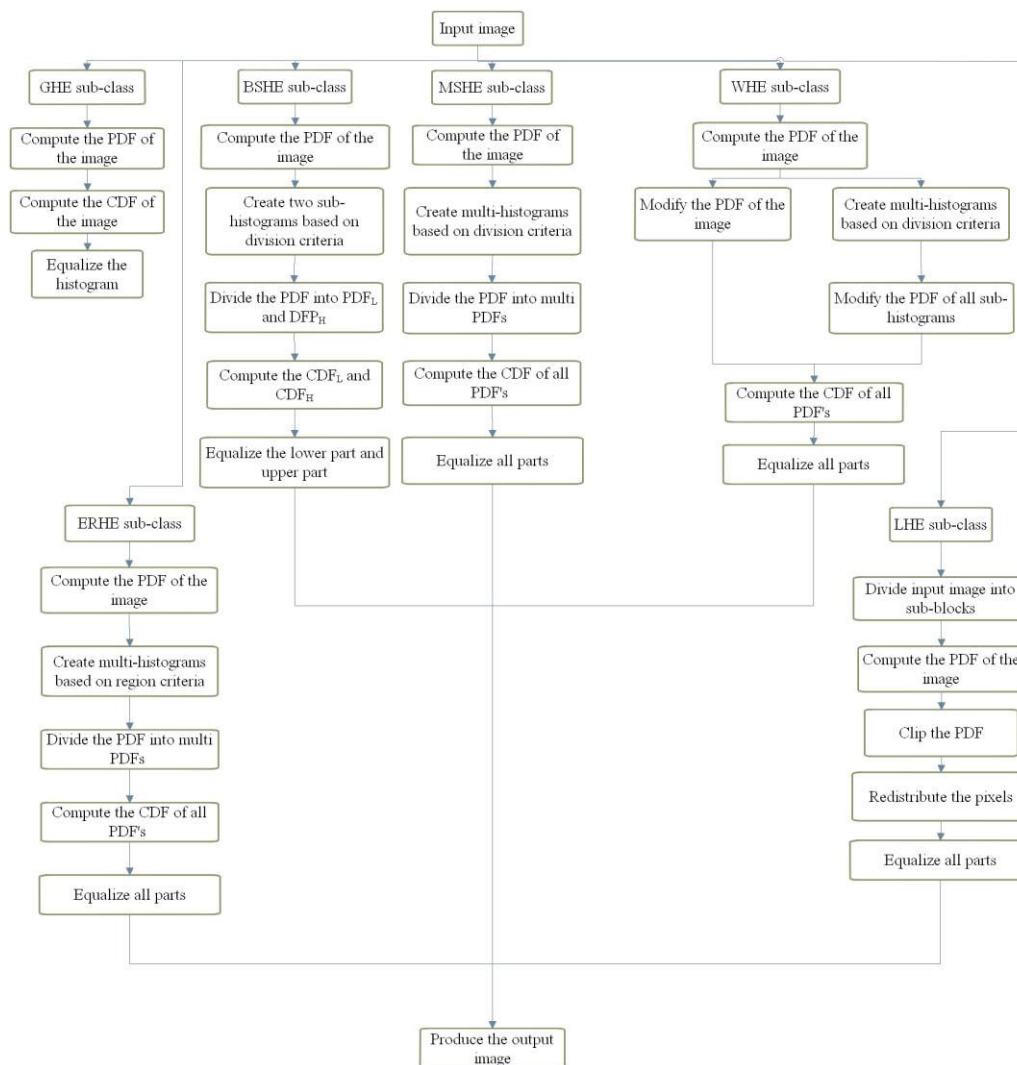 Input image
GHE sub-class
Compute the PDF of
the image
Compute the CDF of
the image
Equalize the
histogram
BSHE sub-class
Compute the PDF of the
image
Create two sub-
histograms based on
division criteria
Divide the PDF into PDFL
and DFPH
Compute the CDFL and
CDFH
Equalize the lower part and
upper part
MSHE sub-class
Compute the PDF
of the image
Create multi-histograms
based on division criteria
Divide the PDF into multi
PDFs
Compute the CDF of all
PDF's
Equalize all parts
WHE sub-class
Compute the PDF of the
image
Modify the PDF of the
image
Create multi-histograms
based on division criteria
Modify the PDF of all sub-
histograms
Compute the CDF of all
PDF's
Equalize all parts
ERHE sub-class
Compute the PDF of the
image
Create multi-histograms
based on region criteria
Divide the PDF into multi
PDFs
Compute the CDF of all
PDF's
Equalize all parts
LHE sub-class
Divide input image into
sub-blocks
Compute the PDF of the
image
Clip the PDF
Redistribute the pixels
Equalize all parts
Produce the output
image